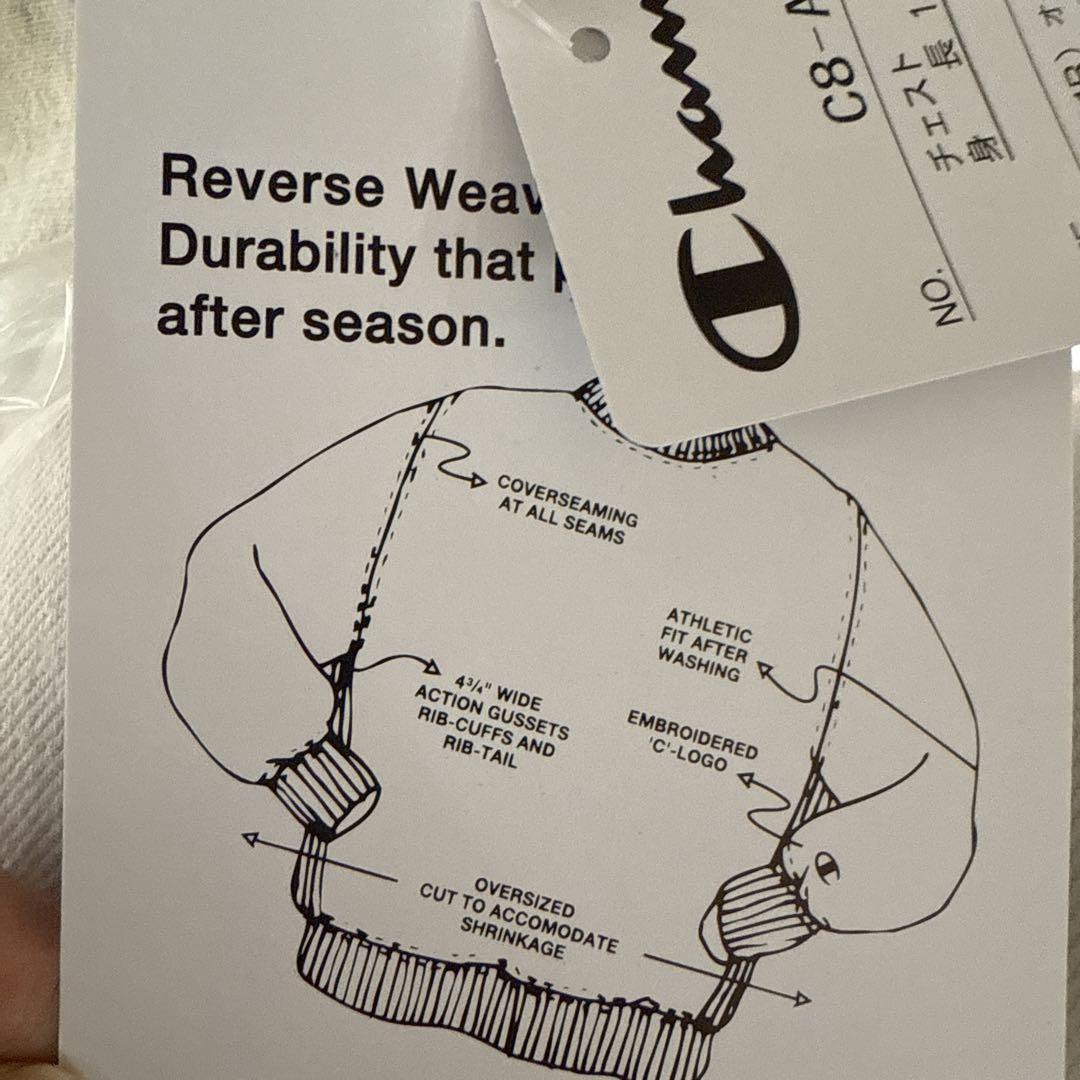 Reverse Weav
Durability that
after season.
COVERSEAMING
AT ALL SEAMS
4¾" WIDE
ACTION GUSSETS
RIB-CUFFS AND
RIB-TAIL
ATHLETIC
FIT AFTER
WASHING
EMBROIDERED
'C'-LOGO
OVERSIZED
CUT TO ACCOMODATE
SHRINKAGE
Cham
C8-A
NO.
チェスト
身 長 1